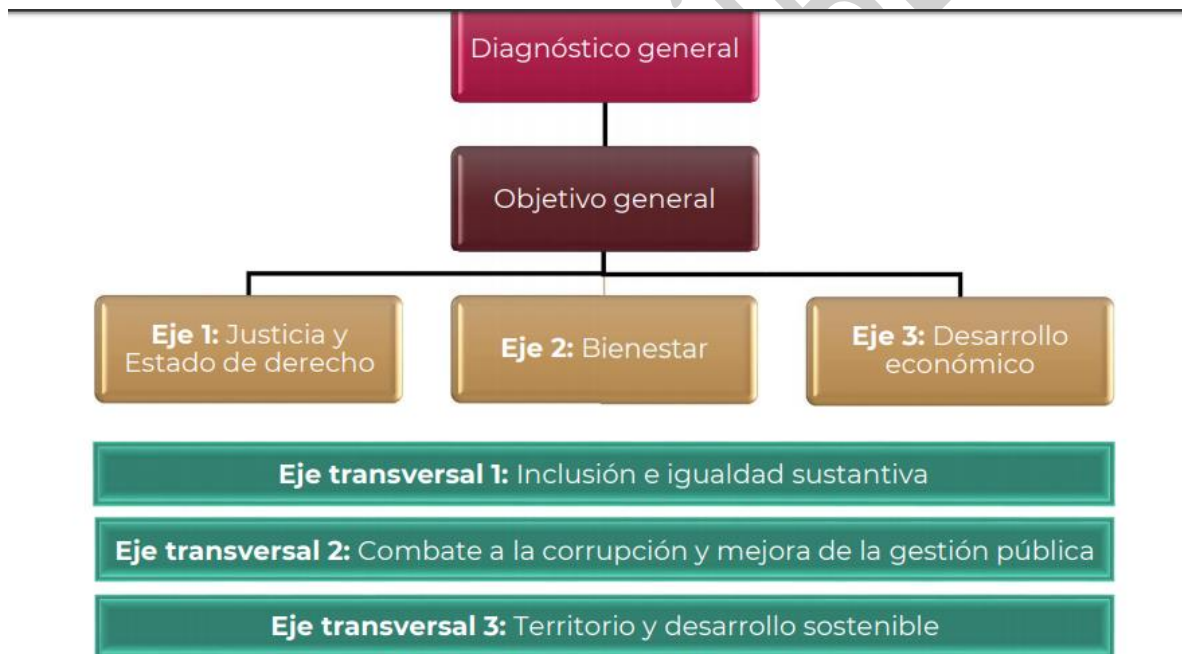 Diagnóstico general
Objetivo general
Eje 1: Justicia y
Estado de derecho
Eje 2: Bienestar
Eje 3: Desarrollo
económico
Eje transversal 1: Inclusión e igualdad sustantiva
Eje transversal 2: Combate a la corrupción y mejora de la gestión pública
Eje transversal 3: Territorio y desarrollo sostenible